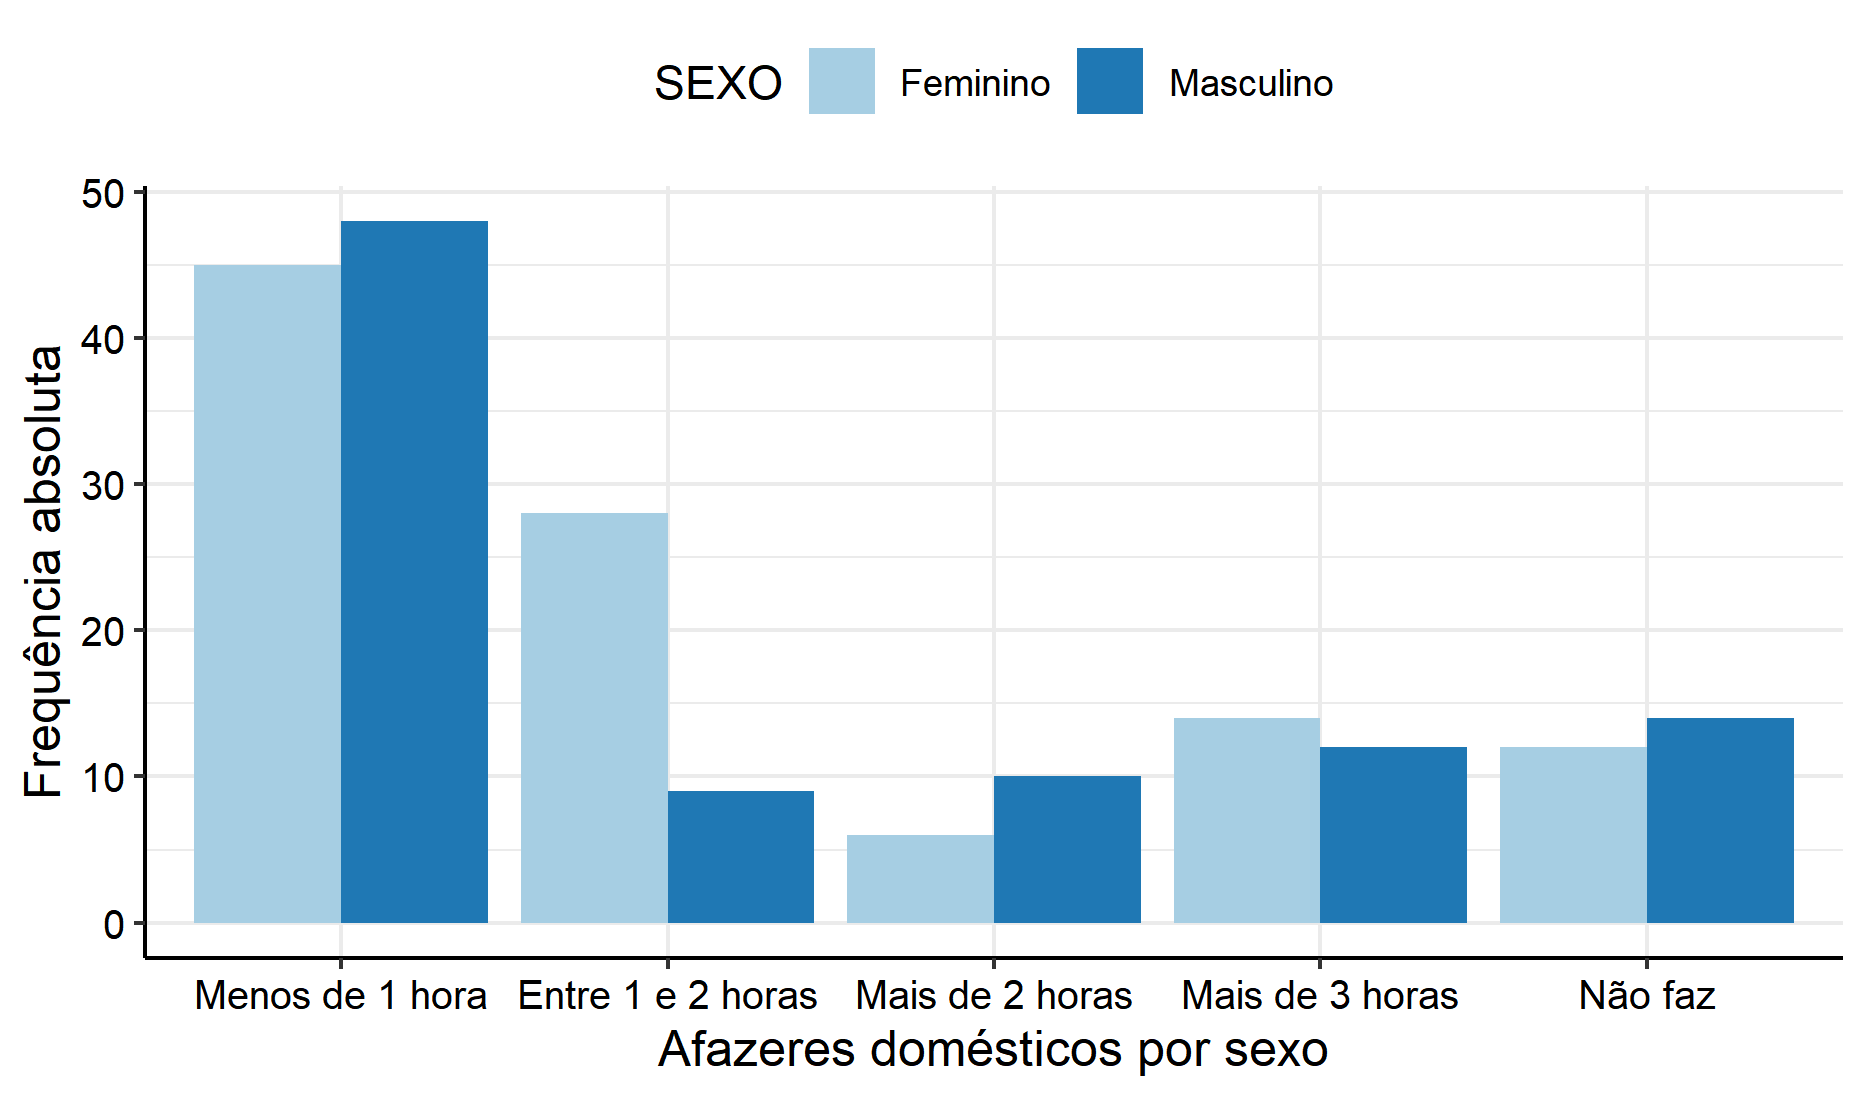 SEXO Feminino Masculino
50
40
30
20
10
0
Frequência absoluta
Menos de 1 hora Entre 1 e 2 horas Mais de 2 horas Mais de 3 horas Não faz
Afazeres domésticos por sexo